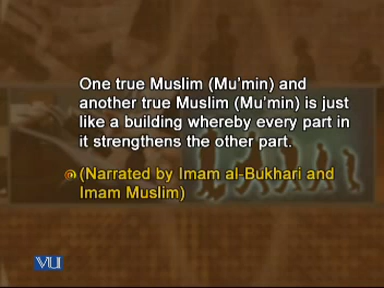 One true Muslim (Mu'min) and
another true Muslim (Mu'min) is just
like a building whereby every part in
it strengthens the other part.
(Narrated by Imam al-Bukhari and
Imam Muslim)
VU